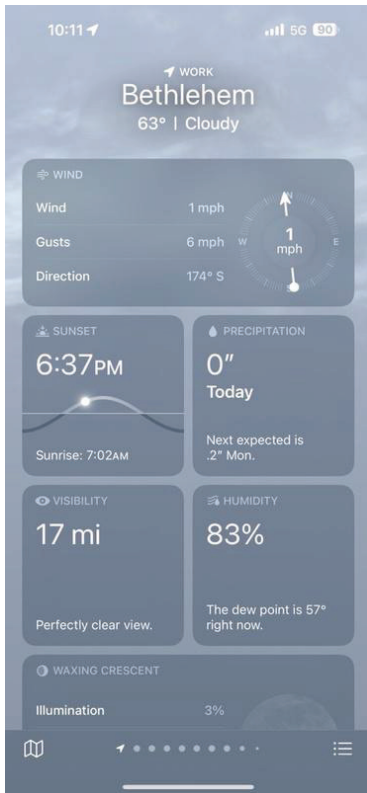 10:11 5G 90
WORK
Bethlehem
63° | Cloudy
WIND
Wind 1 mph
Gusts 6 mph
Direction 174° S
N
W
E
S
1
mph
SUNSET
6:37PM
Sunrise: 7:02AM
PRECIPITATION
0”
Today
Next expected is
.2” Mon.
VISIBILITY
17 mi
Perfectly clear view.
HUMIDITY
83%
The dew point is 57°
right now.
WAXING CRESCENT
Illumination 3%